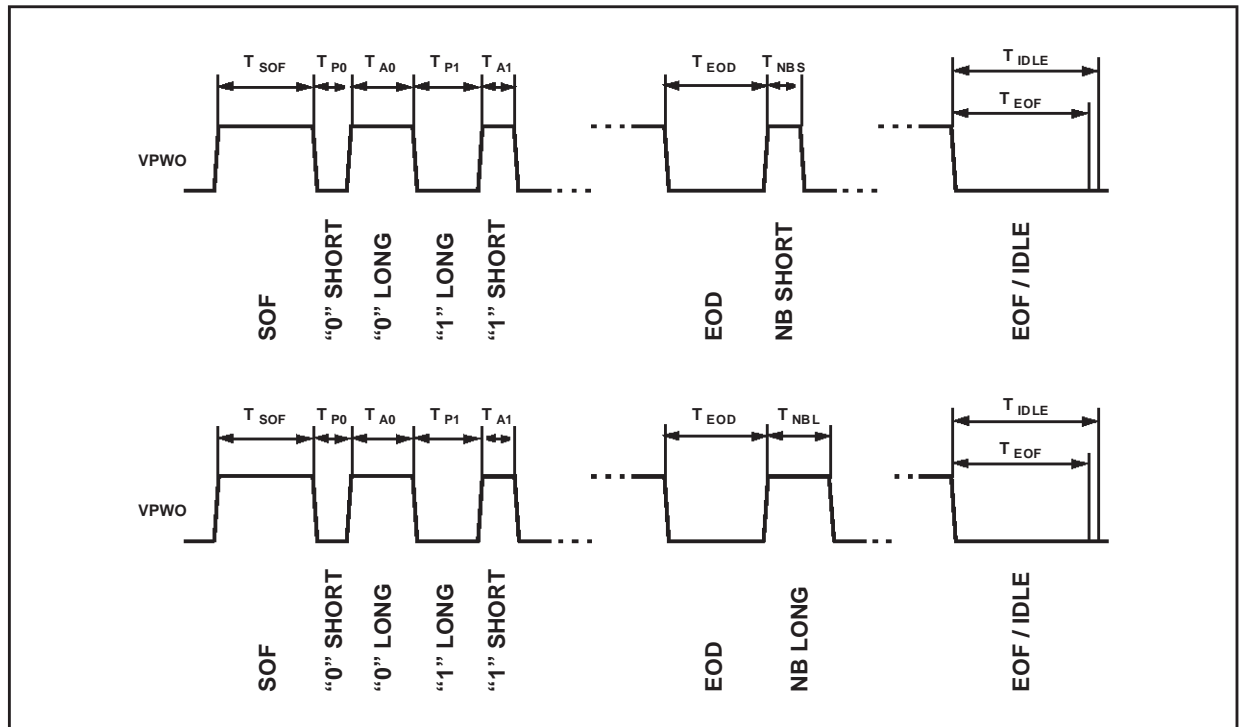 T SOF T P0 T A0 T P1 T A1 T EOD T NBS T IDLE
T EOF
VPWO
SOF “0” SHORT “0” LONG “1” LONG “1” SHORT EOD NB SHORT EOF / IDLE
T SOF T P0 T A0 T P1 T A1 T EOD T NBL T IDLE
T EOF
VPWO
SOF “0” SHORT “0” LONG “1” LONG “1” SHORT EOD NB LONG EOF / IDLE